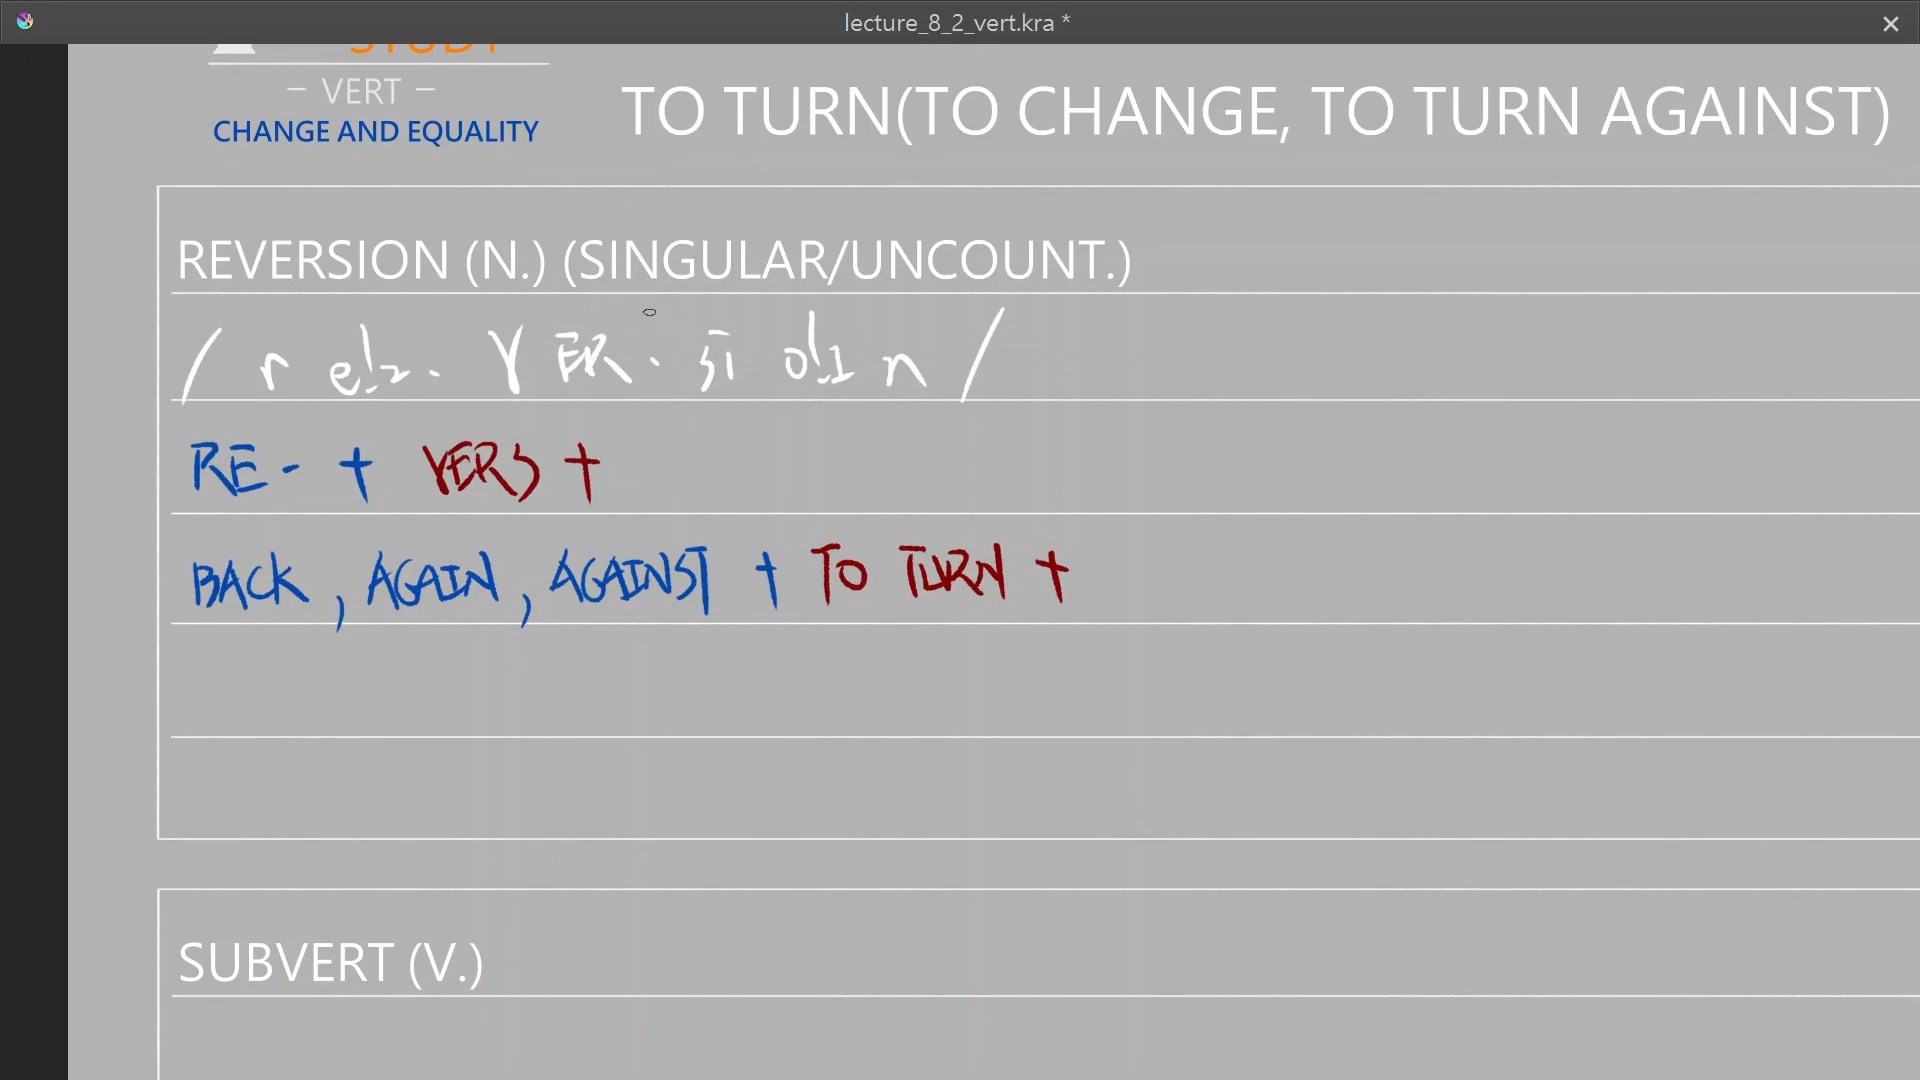 lecture_8_2_vert.kra *
STUDY
– VERT –
CHANGE AND EQUALITY
TO TURN(TO CHANGE, TO TURN AGAINST)
REVERSION (N.) (SINGULAR/UNCOUNT.)
RE- + VERS +
BACK, AGAIN, AGAINST + TO TURN +
SUBVERT (V.)